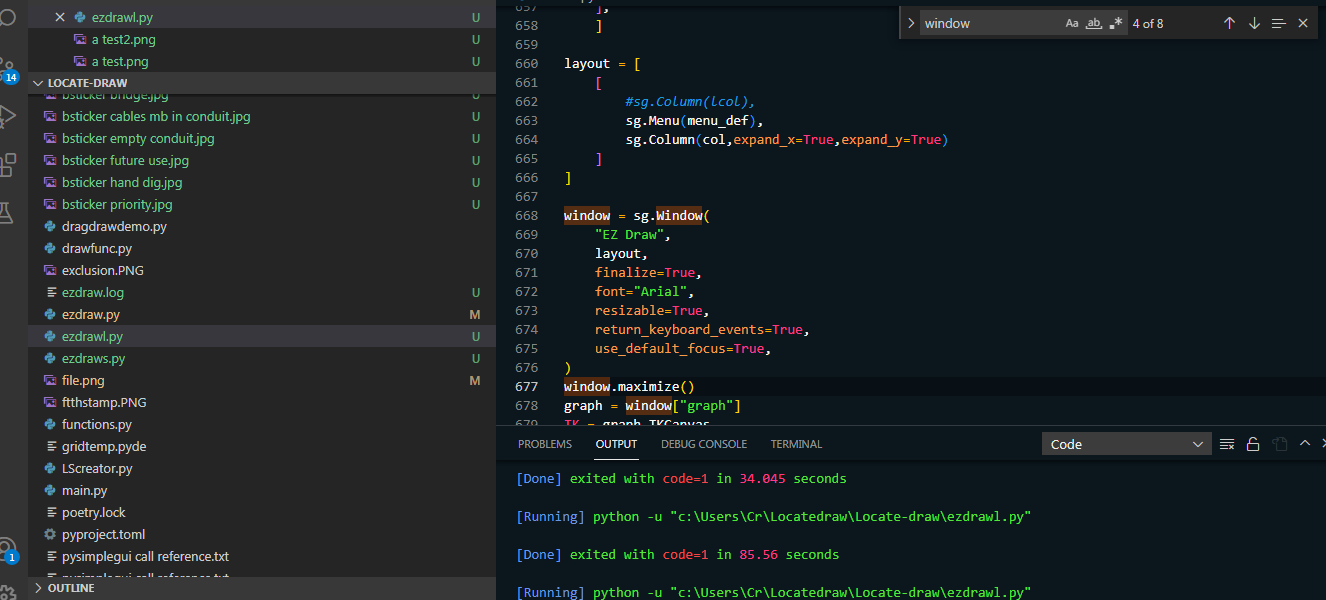 ezdrawl.py U
a test2.png U
a test.png U
14
LOCATE-DRAW
bsticker bridge.jpg U
bsticker cables mb in conduit.jpg U
bsticker empty conduit.jpg U
bsticker future use.jpg U
bsticker hand dig.jpg U
bsticker priority.jpg U
dragdrawdemo.py
drawfunc.py
exclusion.PNG
ezdraw.log U
ezdraw.py M
ezdrawl.py U
ezdraws.py U
file.png M
ftthstamp.PNG
functions.py
gridtemp.pyde
LScreator.py
main.py
poetry.lock
pyproject.toml
1
pysimplegui call reference.txt
pysimplegui call reference.txt
OUTLINE
window Aa ab .* 4 of 8
657 ],
658 ]
659
660 layout = [
661 [
662 #sg.Column(lcol),
663 sg.Menu(menu_def),
664 sg.Column(col,expand_x=True,expand_y=True)
665 ]
666 ]
667
668 window = sg.Window(
669 "EZ Draw",
670 layout,
671 finalize=True,
672 font="Arial",
673 resizable=True,
674 return_keyboard_events=True,
675 use_default_focus=True,
676 )
677 window.maximize()
678 graph = window["graph"]
679 TK = graph.TKCanvas
PROBLEMS OUTPUT DEBUG CONSOLE TERMINAL Code
[Done] exited with code=1 in 34.045 seconds
[Running] python -u "c:\Users\Cr\Locatedraw\Locate-draw\ezdrawl.py"
[Done] exited with code=1 in 85.56 seconds
[Running] python -u "c:\Users\Cr\Locatedraw\Locate-draw\ezdrawl.py"